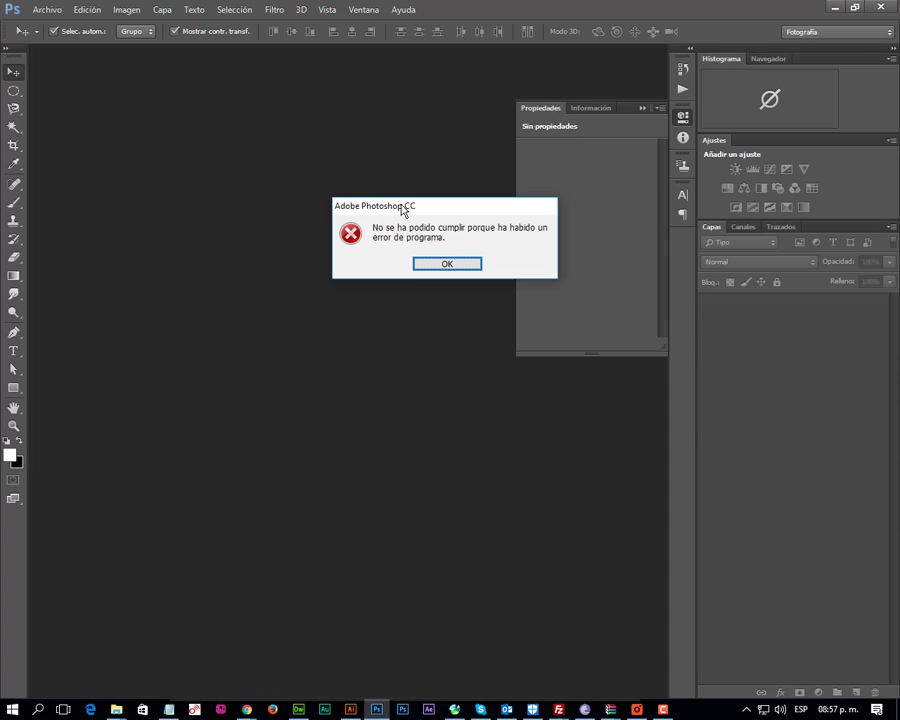 Ps Archivo Edición Imagen Capa Texto Selección Filtro 3D Vista Ventana Ayuda
Selec. autom.: Grupo Mostrar contr. transf. Modo 3D: Fotografía
Histograma Navegador
Propiedades Información
Sin propiedades
Ajustes
Añadir un ajuste
Adobe Photoshop CC
No se ha podido cumplir porque ha habido un
error de programa.
OK
Capas Canales Trazados
Tipo
Normal Opacidad: 100%
Bloq.: Relleno: 100%
ESP 08:57 p. m.